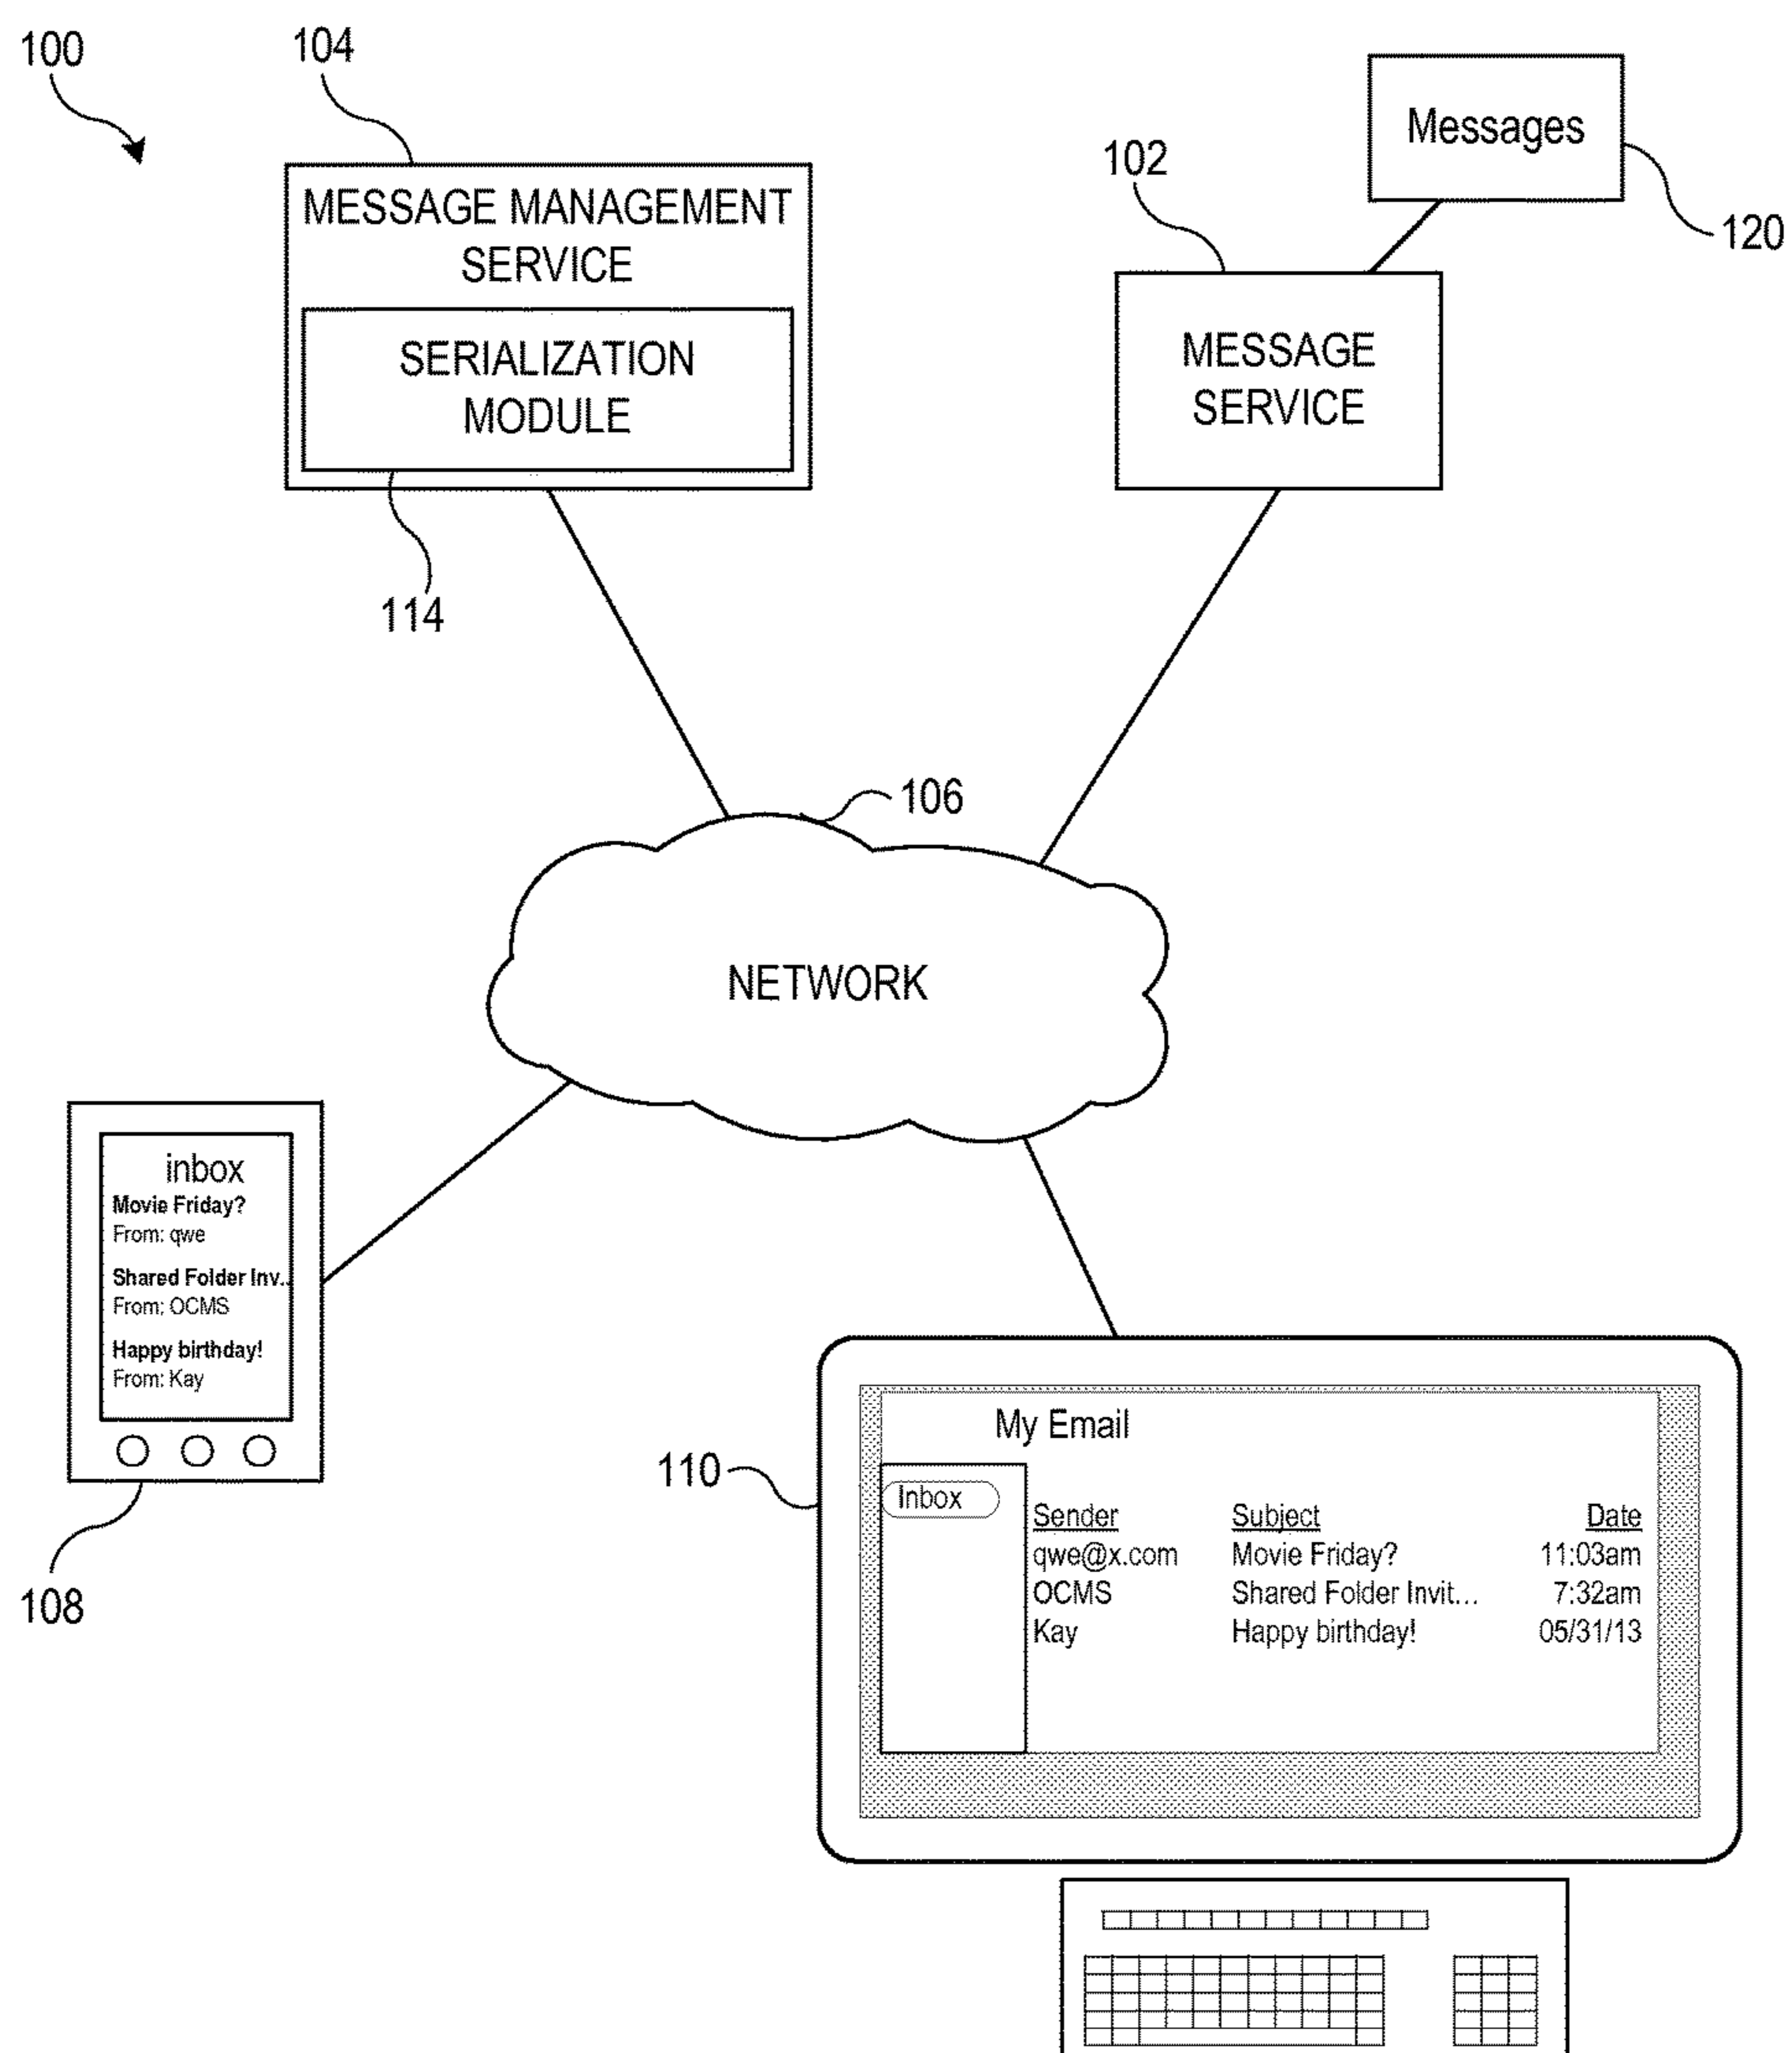 100
104
Messages
102
120
MESSAGE MANAGEMENT
SERVICE
SERIALIZATION
MODULE
MESSAGE
SERVICE
114
106
NETWORK
inbox
Movie Friday?
From: qwe
Shared Folder Inv..
From: OCMS
Happy birthday!
From: Kay
108
110
My Email
Inbox
Sender Subject Date
qwe@x.com Movie Friday? 11:03am
OCMS Shared Folder Invit... 7:32am
Kay Happy birthday! 05/31/13